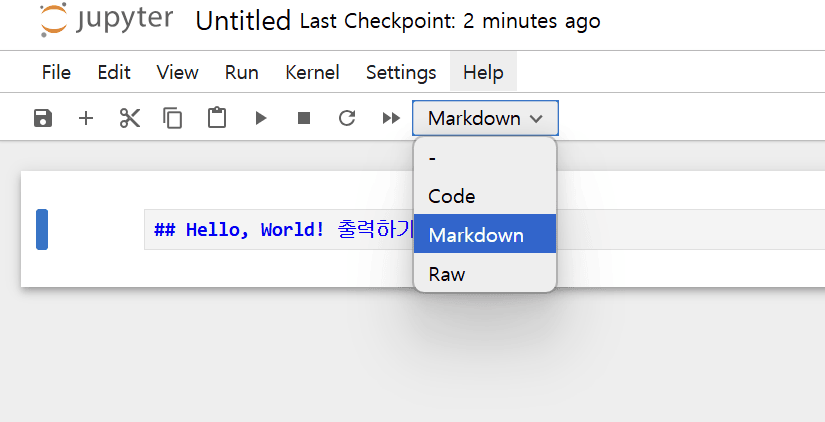 jupyter Untitled Last Checkpoint: 2 minutes ago
File Edit View Run Kernel Settings Help
Markdown
-
Code
## Hello, World! 출력하기
Markdown
Raw